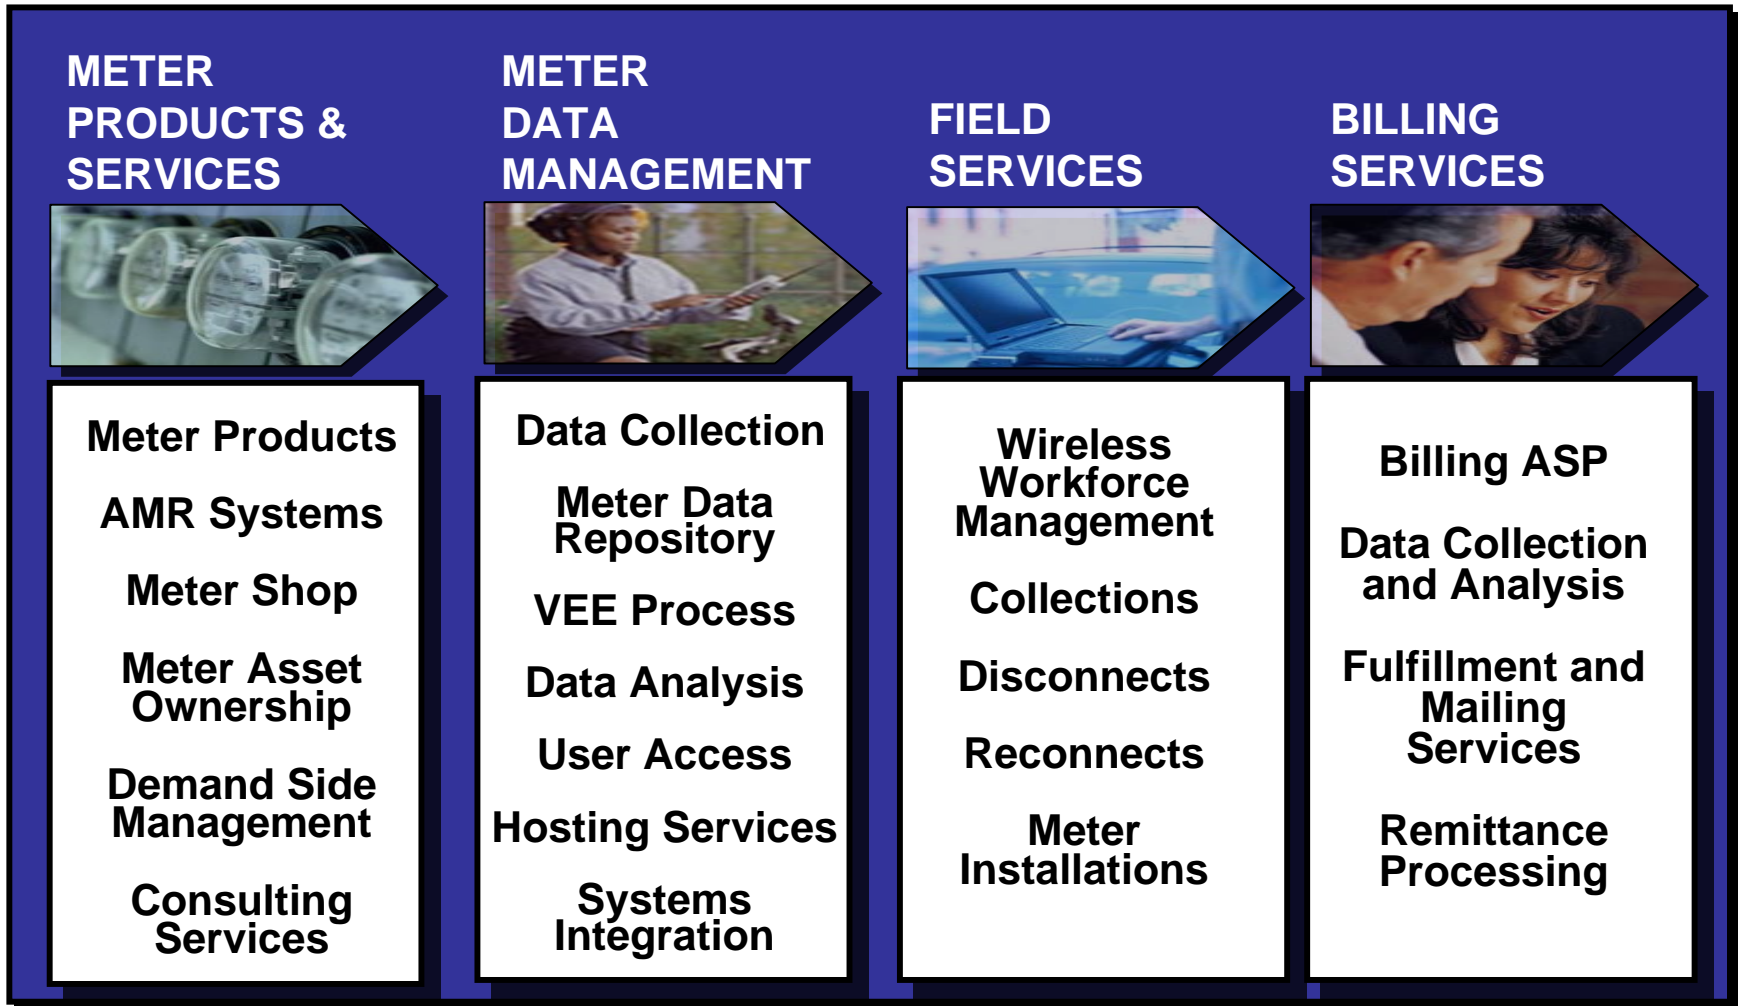 METER
PRODUCTS &
SERVICES
Meter Products
AMR Systems
Meter Shop
Meter Asset
Ownership
Demand Side
Management
Consulting
Services
METER
DATA
MANAGEMENT
Data Collection
Meter Data
Repository
VEE Process
Data Analysis
User Access
Hosting Services
Systems
Integration
FIELD
SERVICES
Wireless
Workforce
Management
Collections
Disconnects
Reconnects
Meter
Installations
BILLING
SERVICES
Billing ASP
Data Collection
and Analysis
Fulfillment and
Mailing
Services
Remittance
Processing